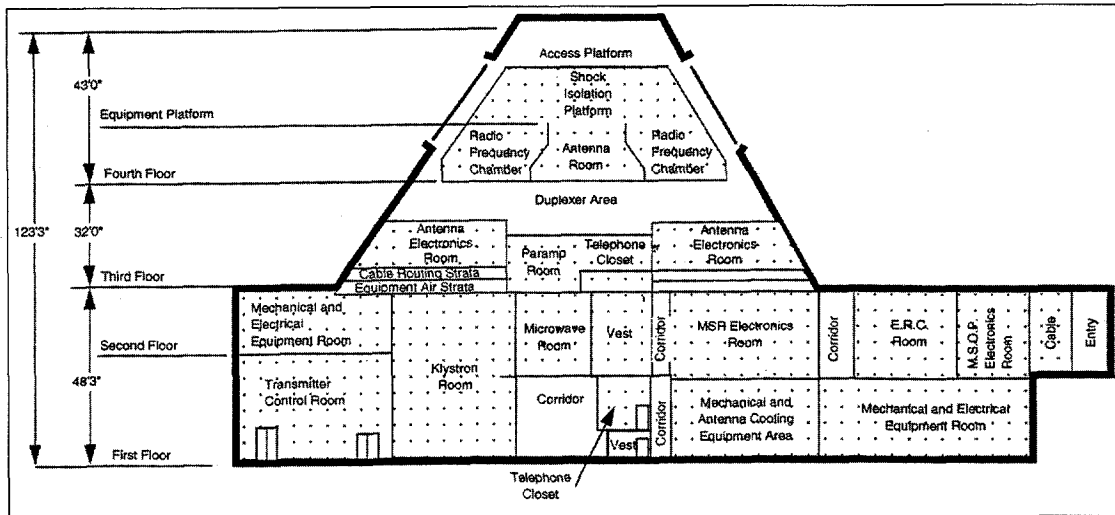 Access Platform
43'0"
Shock
Isolation
Platform
Equipment Platform
Radio
Frequency
Chamber
Antenna
Room
Radio
Frequency
Chamber
Fourth Floor
Duplexer Area
123'3"
32'0"
Antenna
Electronics
Room
Paramp
Room
Telephone
Closet
Antenna
Electronics
Room
Cable Routing Strata
Equipment Air Strata
Third Floor
Mechanical and
Electrical
Equipment Room
Microwave
Room
Vest
Corridor
MSR Electronics
Room
Corridor
E.R.C.
Room
M.S.O.P.
Electronics
Room
Cable
Entry
Second Floor
48'3"
Transmitter
Control Room
Klystron
Room
Corridor
Corridor
Mechanical and
Antenna Cooling
Equipment Area
Mechanical and Electrical
Equipment Room
Vest
First Floor
Telephone
Closet